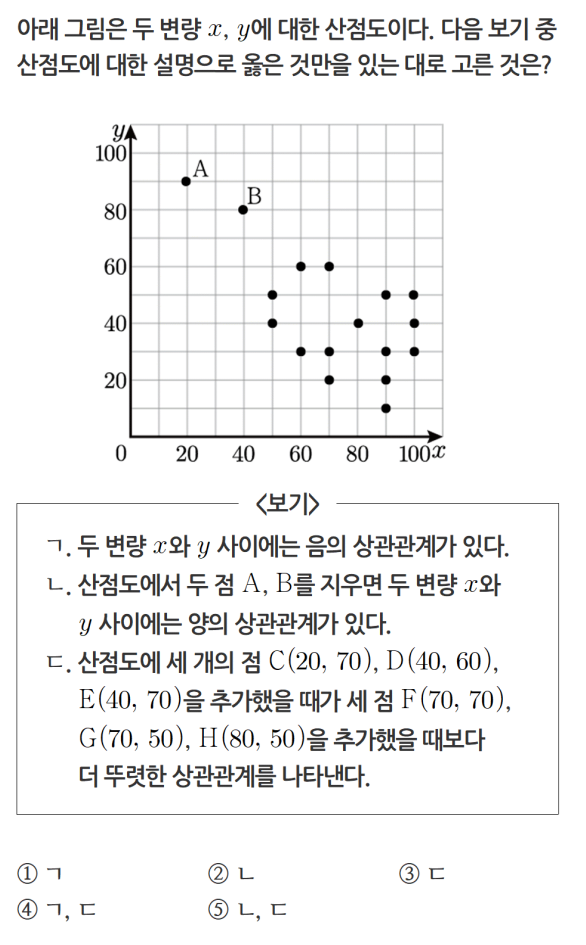 아래 그림은 두 변량 x, y에 대한 산점도이다. 다음 보기 중
산점도에 대한 설명으로 옳은 것만을 있는 대로 고른 것은?
y
100
A
B
80
60
40
20
0 20 40 60 80 100 x
<보기>
ㄱ. 두 변량 x와 y 사이에는 음의 상관관계가 있다.
ㄴ. 산점도에서 두 점 A, B를 지우면 두 변량 x와
y 사이에는 양의 상관관계가 있다.
ㄷ. 산점도에 세 개의 점 C(20, 70), D(40, 60),
E(40, 70)을 추가했을 때가 세 점 F(70, 70),
G(70, 50), H(80, 50)을 추가했을 때보다
더 뚜렷한 상관관계를 나타낸다.
① ㄱ ② ㄴ ③ ㄷ
④ ㄱ, ㄷ ⑤ ㄴ, ㄷ